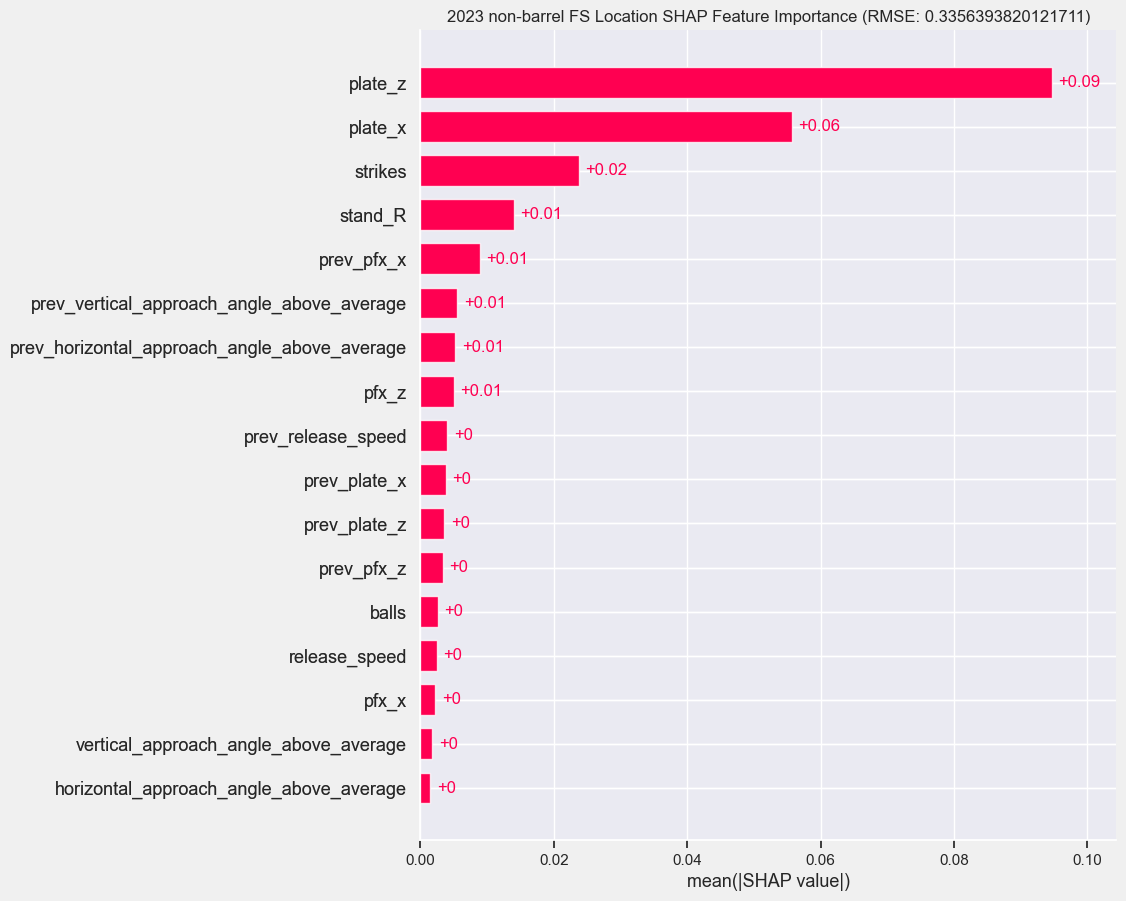 2023 non-barrel FS Location SHAP Feature Importance (RMSE: 0.3356393820121711)
plate_z +0.09
plate_x +0.06
strikes +0.02
stand_R +0.01
prev_pfx_x +0.01
prev_vertical_approach_angle_above_average +0.01
prev_horizontal_approach_angle_above_average +0.01
pfx_z +0.01
prev_release_speed +0
prev_plate_x +0
prev_plate_z +0
prev_pfx_z +0
balls +0
release_speed +0
pfx_x +0
vertical_approach_angle_above_average +0
horizontal_approach_angle_above_average +0
0.00 0.02 0.04 0.06 0.08 0.10
mean(|SHAP value|)